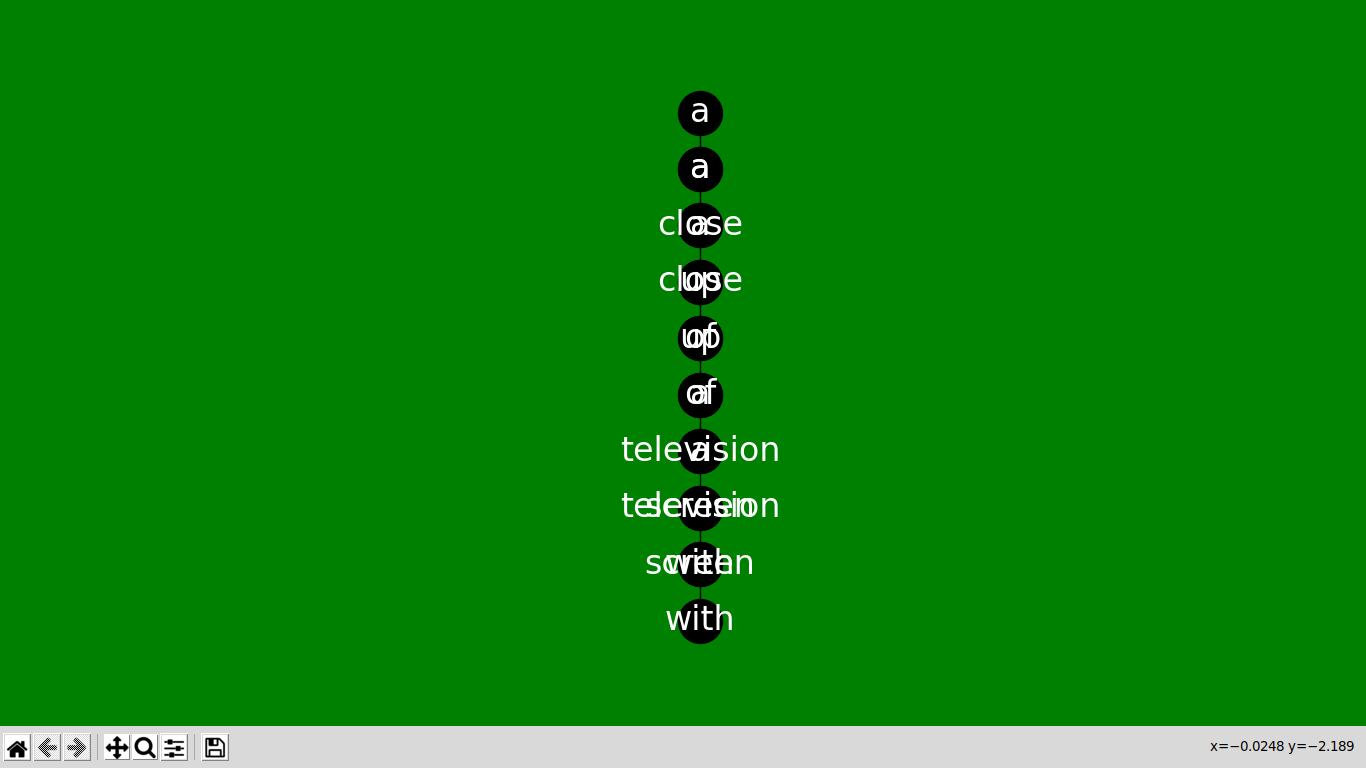 a
a
close a
close up
up of
of a
television a
television screen
screen with
with
x=−0.0248 y=−2.189